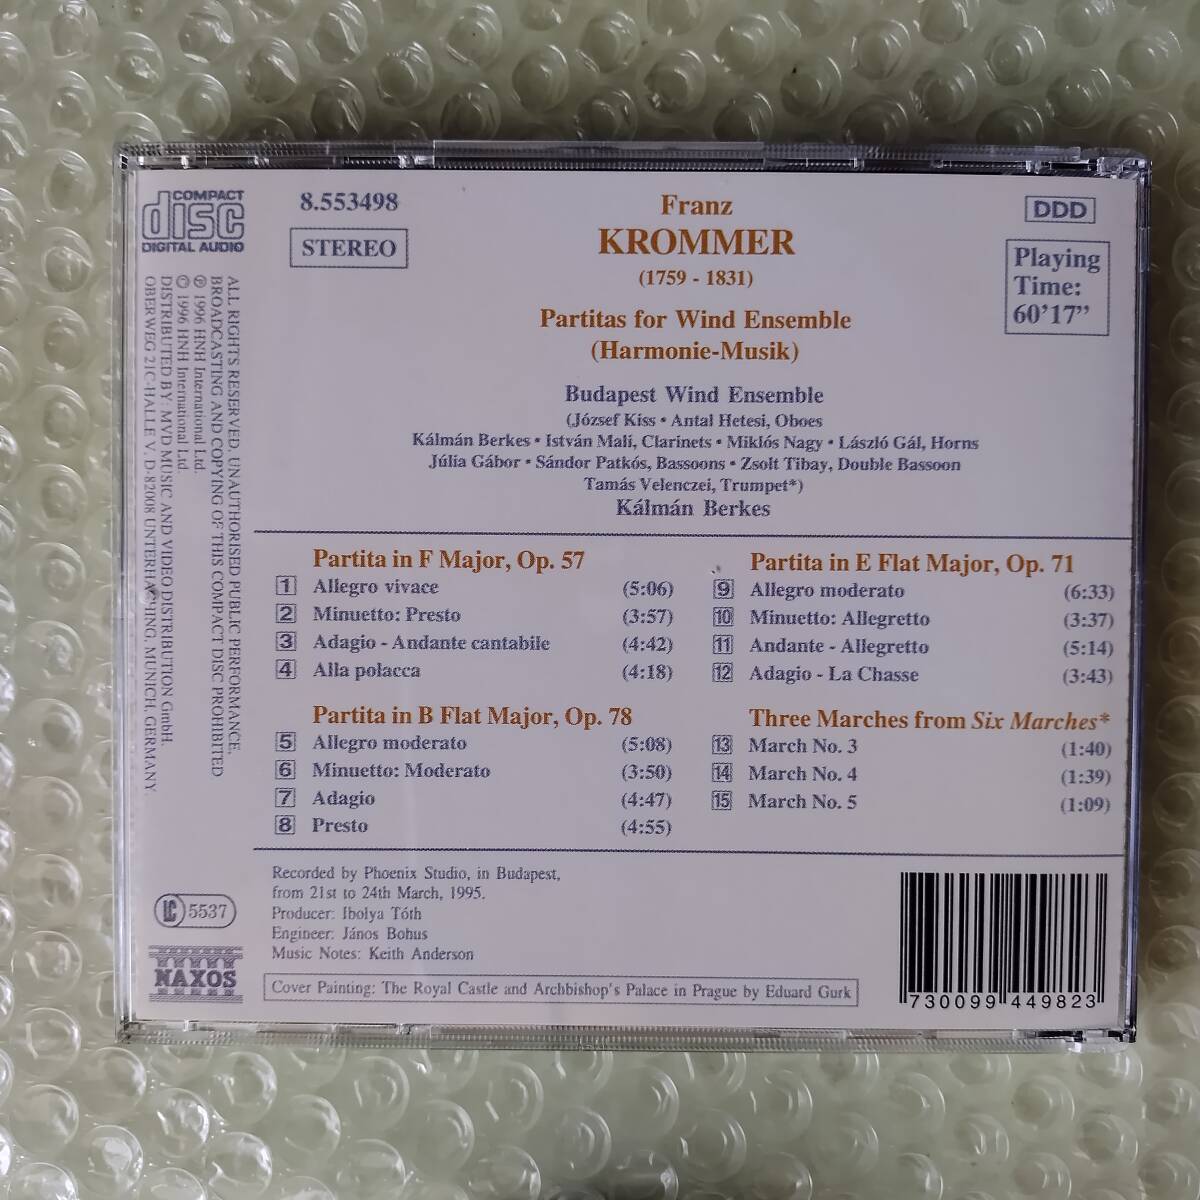 COMPACT
disc
DIGITAL AUDIO
8.553498
STEREO
Franz
KROMMER
(1759 - 1831)
Partitas for Wind Ensemble
(Harmonie-Musik)
DDD
Playing
Time:
60'17”
Budapest Wind Ensemble
(József Kiss • Antal Hetesi, Oboes
Kálmán Berkes • István Mali, Clarinets • Miklós Nagy • László Gál, Horns
Júlia Gábor • Sándor Patkós, Bassoons • Zsolt Tibay, Double Bassoon
Tamás Velenczei, Trumpet*)
Kálmán Berkes
Partita in F Major, Op. 57
1 Allegro vivace (5:06)
2 Minuetto: Presto (3:57)
3 Adagio - Andante cantabile (4:42)
4 Alla polacca (4:18)
Partita in B Flat Major, Op. 78
5 Allegro moderato (5:08)
6 Minuetto: Moderato (3:50)
7 Adagio (4:47)
8 Presto (4:55)
Partita in E Flat Major, Op. 71
9 Allegro moderato (6:33)
10 Minuetto: Allegretto (3:37)
11 Andante - Allegretto (5:14)
12 Adagio - La Chasse (3:43)
Three Marches from Six Marches*
13 March No. 3 (1:40)
14 March No. 4 (1:39)
15 March No. 5 (1:09)
Recorded by Phoenix Studio, in Budapest,
from 21st to 24th March, 1995.
Producer: Ibolya Tóth
Engineer: János Bohus
Music Notes: Keith Anderson
Cover Painting: The Royal Castle and Archbishop's Palace in Prague by Eduard Gurk
ALL RIGHTS RESERVED. UNAUTHORISED PUBLIC PERFORMANCE,
BROADCASTING AND COPYING OF THIS COMPACT DISC PROHIBITED
℗ 1996 HNH International Ltd.
© 1996 HNH International Ltd.
DISTRIBUTED BY: MVD MUSIC AND VIDEO DISTRIBUTION GmbH,
OBERWEG 21C-HALLE V, D-82008 UNTERHACHING, MUNICH, GERMANY.
LC 5537
NAXOS
730099 449823